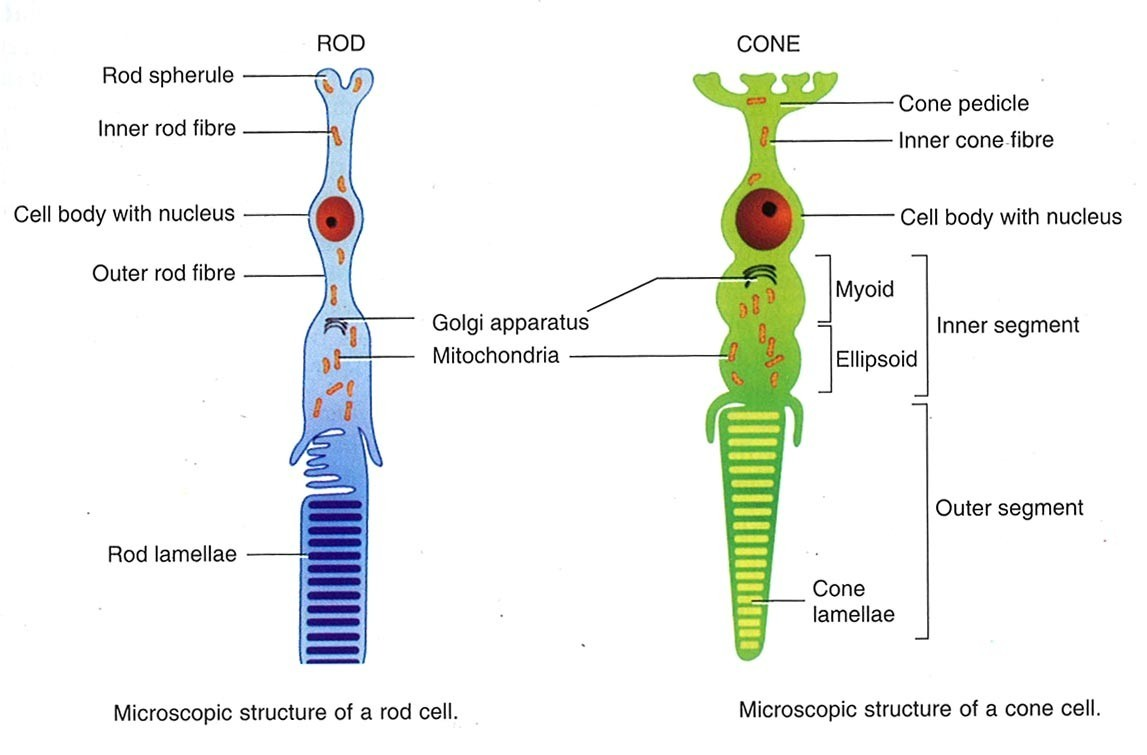 ROD
CONE
Rod spherule
Cone pedicle
Inner rod fibre
Inner cone fibre
Cell body with nucleus
Cell body with nucleus
Outer rod fibre
Myoid
Golgi apparatus
Inner segment
Mitochondria
Ellipsoid
Outer segment
Rod lamellae
Cone
lamellae
Microscopic structure of a rod cell.
Microscopic structure of a cone cell.